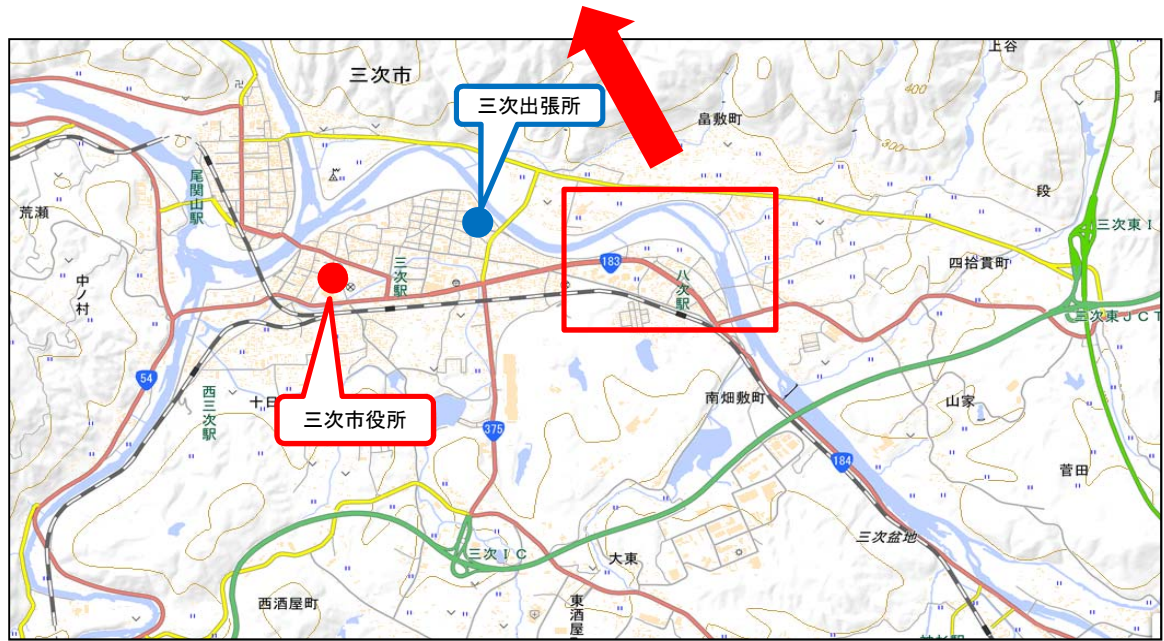 上谷
三次市
三次出張所
400
畠敷町
300
尾関山駅
段
荒瀬
三次東I
三次駅
183
八次駅
四拾貫町
中ノ村
三次東JCT
54
西三次駅
十日
三次市役所
375
南畑敷町
山家
184
菅田
三次盆地
三次IC
大東
西酒屋町
東酒屋